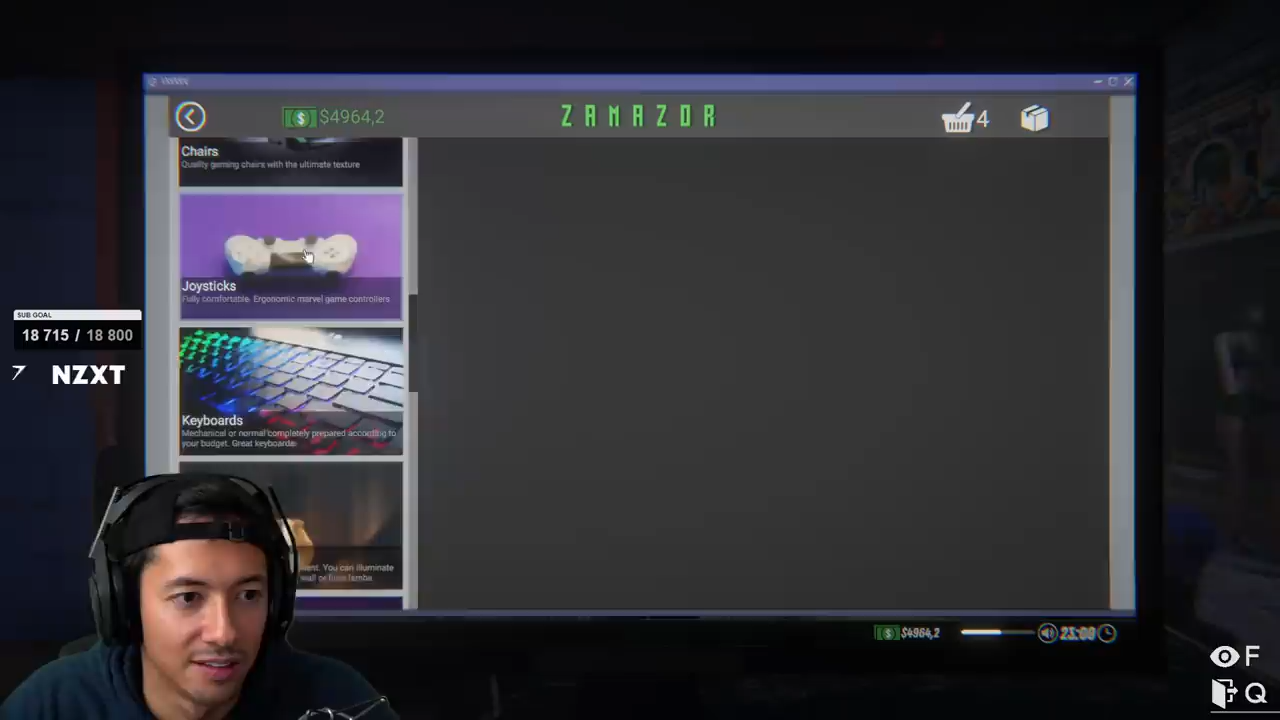 $4964,2
ZAMAZOR
4
Chairs
Quality gaming chairs with the ultimate texture
Joysticks
Fully comfortable. Ergonomic marvel game controllers
SUB GOAL
18 715 / 18 800
NZXT
Keyboards
Mechanical or normal completely prepared according to
your budget. Great keyboards.
ment. You can illuminate
wall or
$4964,2
F
Q